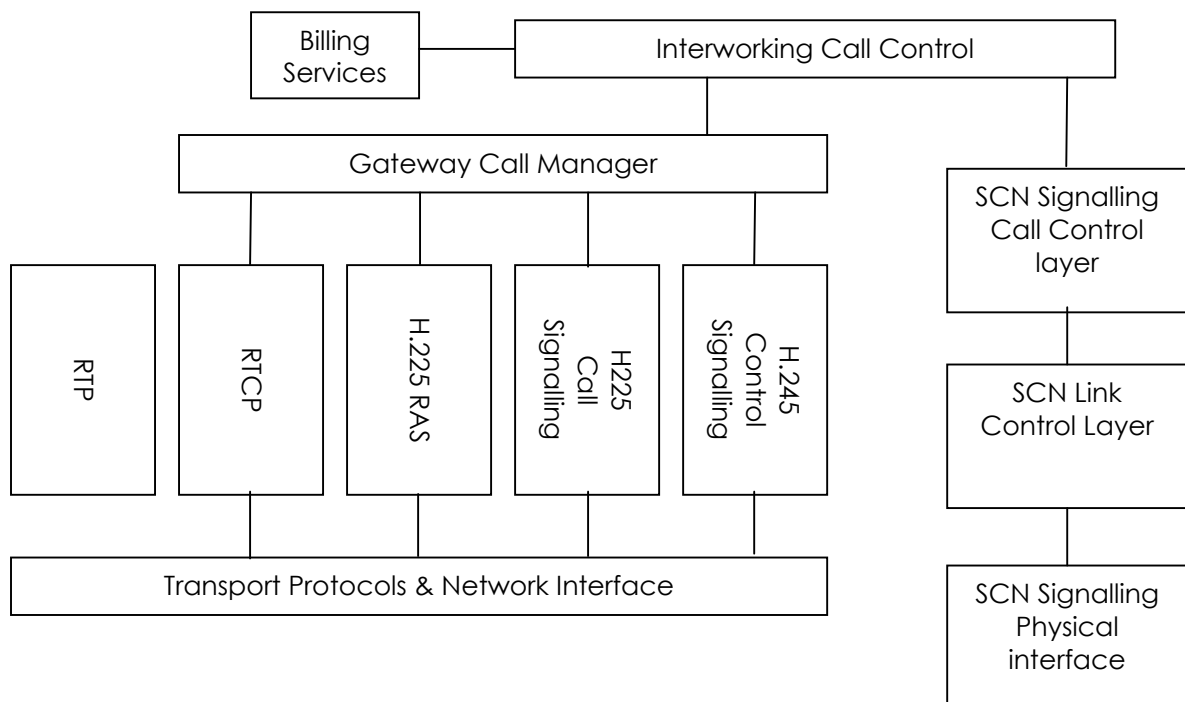 Billing
Services
Interworking Call Control
Gateway Call Manager
SCN Signalling
Call Control
layer
RTP
RTCP
H.225 RAS
H225
Call
Signalling
H.245
Control
Signalling
SCN Link
Control Layer
Transport Protocols & Network Interface
SCN Signalling
Physical
interface